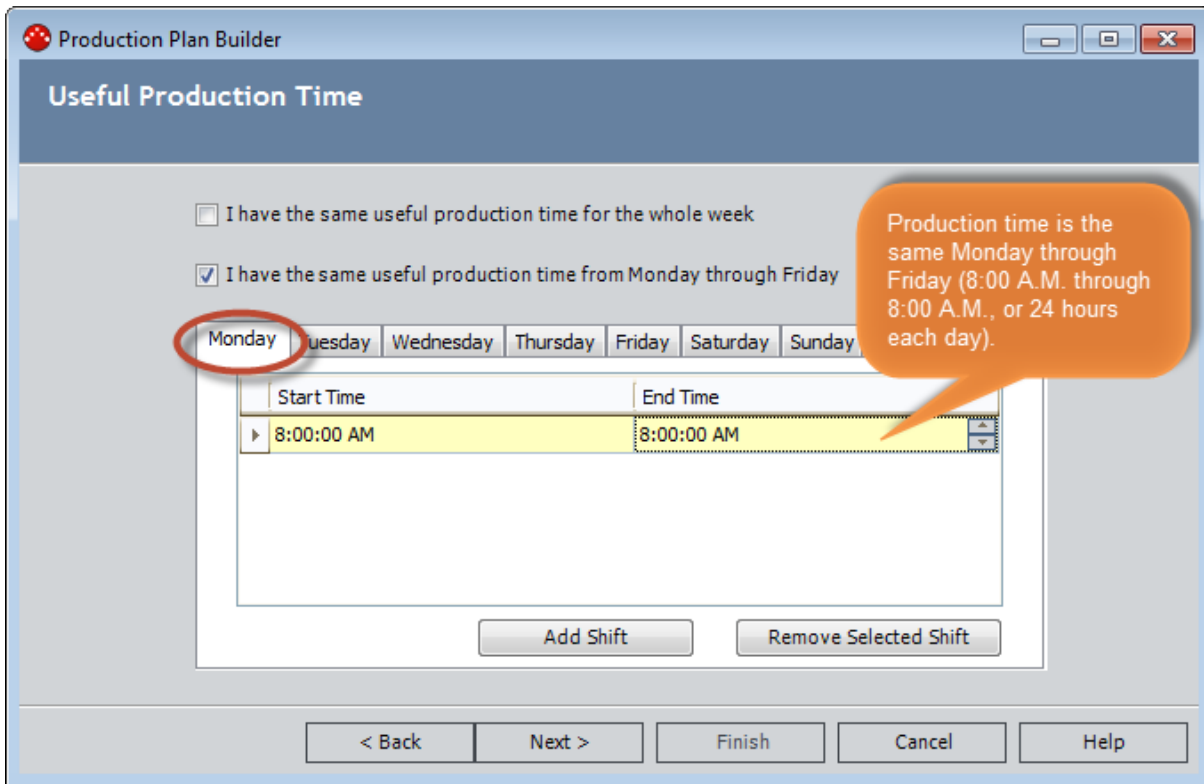 Production Plan Builder
Useful Production Time
I have the same useful production time for the whole week
I have the same useful production time from Monday through Friday
Production time is the
same Monday through
Friday (8:00 A.M. through
8:00 A.M., or 24 hours
each day).
Monday Tuesday Wednesday Thursday Friday Saturday Sunday
Start Time End Time
8:00:00 AM 8:00:00 AM
Add Shift Remove Selected Shift
< Back Next > Finish Cancel Help